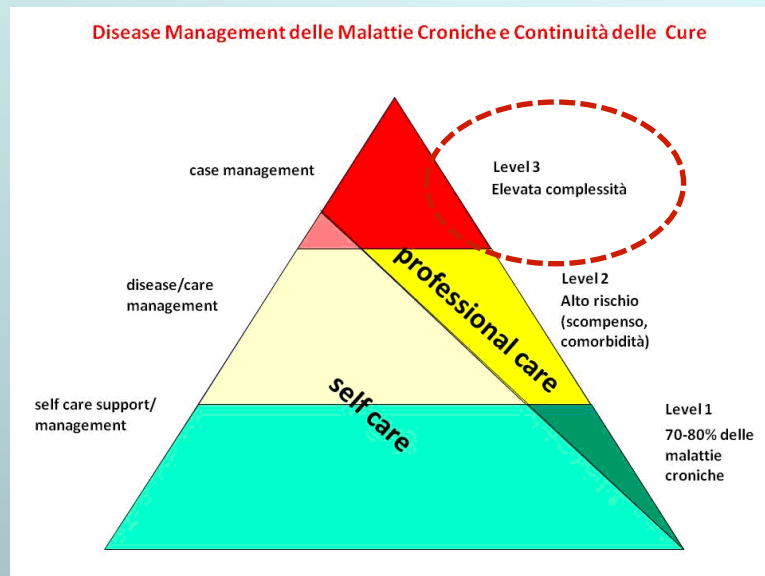 Disease Management delle Malattie Croniche e Continuità delle Cure
case management
Level 3
Elevata complessità
professional care
disease/care
management
Level 2
Alto rischio
(scompenso,
comorbidità)
self care
self care support/
management
Level 1
70-80% delle
malattie
croniche